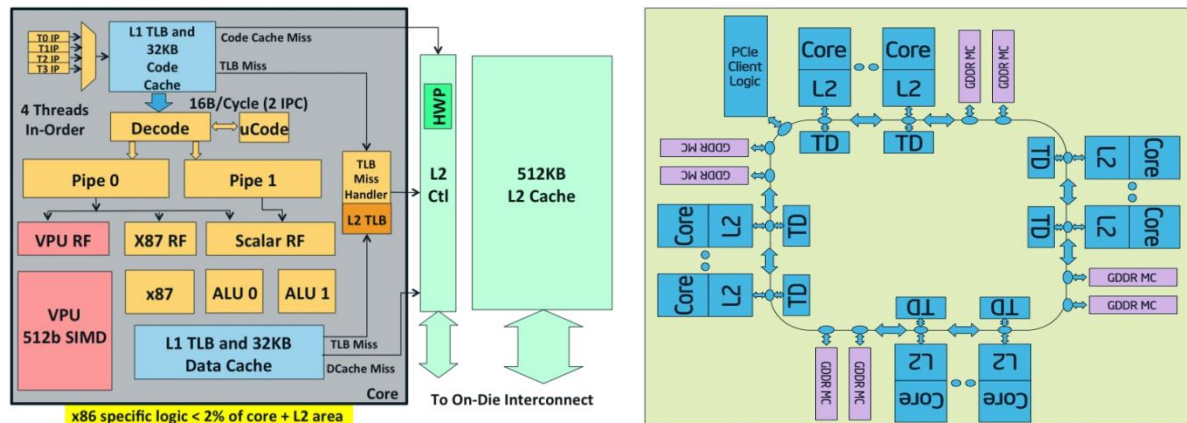 T0 IP
T1 IP
T2 IP
T3 IP
L1 TLB and
32KB
Code
Cache
Code Cache Miss
TLB Miss
4 Threads
In-Order
16B/Cycle (2 IPC)
Decode
uCode
Pipe 0
Pipe 1
TLB
Miss
Handler
L2 TLB
VPU RF
X87 RF
Scalar RF
VPU
512b SIMD
x87
ALU 0
ALU 1
L1 TLB and 32KB
Data Cache
TLB Miss
DCache Miss
Core
x86 specific logic < 2% of core + L2 area
HWP
L2
Ctl
512KB
L2 Cache
To On-Die Interconnect
PCIe
Client
Logic
Core
L2
Core
L2
GDDR MC
GDDR MC
TD
TD
GDDR MC
GDDR MC
TD
L2
Core
TD
L2
Core
Core
L2
TD
Core
L2
TD
GDDR MC
GDDR MC
TD
TD
GDDR MC
GDDR MC
L2
Core
L2
Core